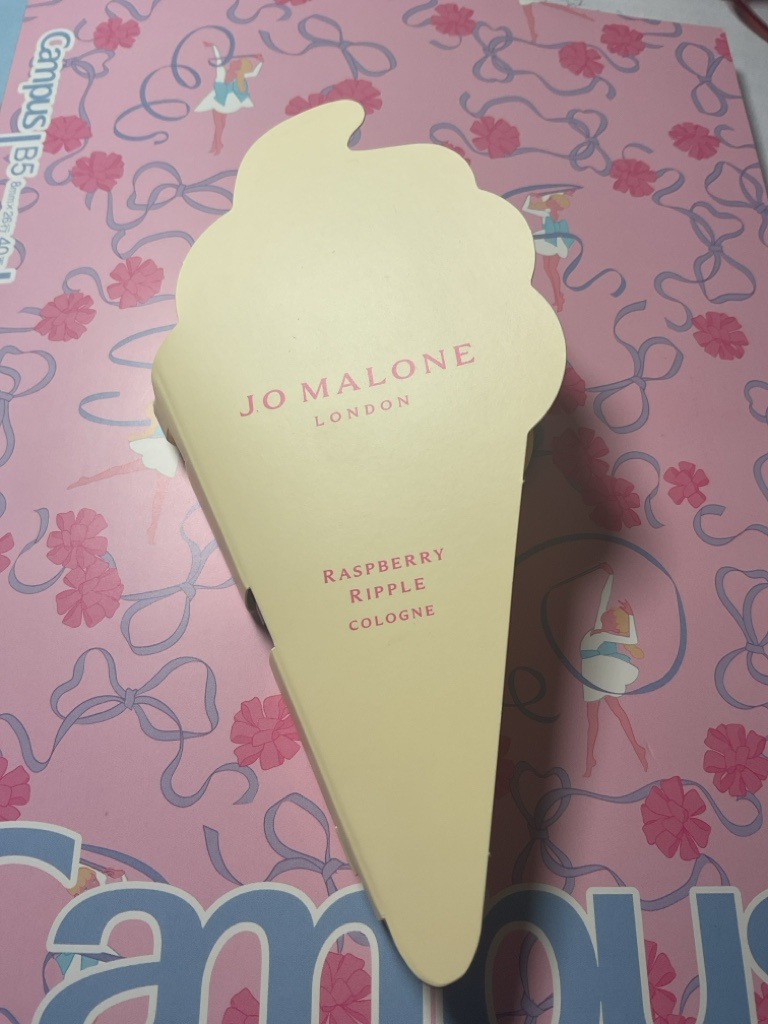 Campus B5
JO MALONE
LONDON
RASPBERRY
RIPPLE
COLOGNE
Campus